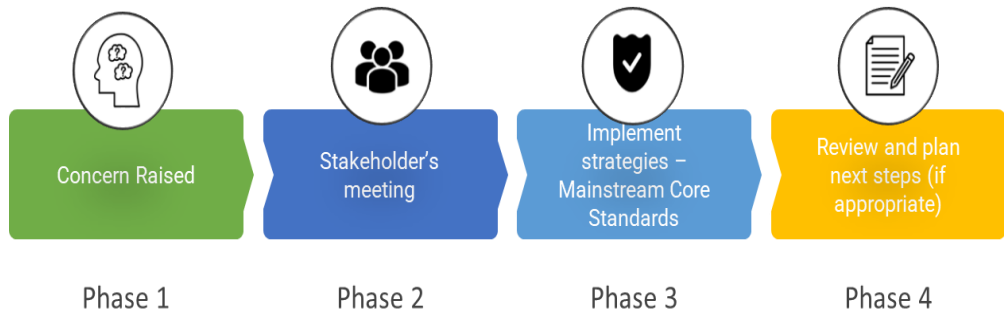 Concern Raised
Stakeholder's
meeting
Implement
strategies –
Mainstream Core
Standards
Review and plan
next steps (if
appropriate)
Phase 1
Phase 2
Phase 3
Phase 4